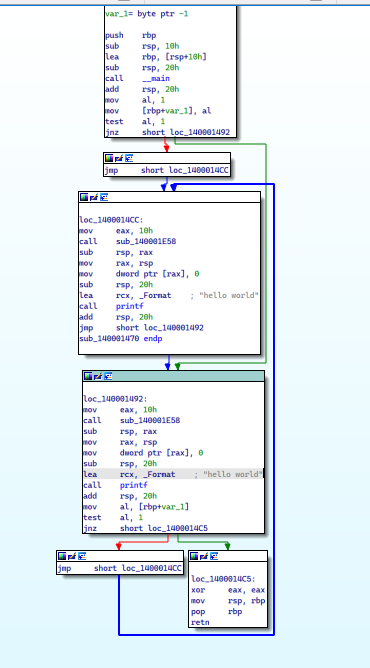 var_1= byte ptr -1
push rbp
sub rsp, 10h
lea rbp, [rsp+10h]
sub rsp, 20h
call __main
add rsp, 20h
mov al, 1
mov [rbp+var_1], al
test al, 1
jnz short loc_140001492
jmp short loc_1400014CC
loc_1400014CC:
mov eax, 10h
call sub_140001E58
sub rsp, rax
mov rax, rsp
mov dword ptr [rax], 0
sub rsp, 20h
lea rcx, _Format ; "hello world"
call printf
add rsp, 20h
jmp short loc_140001492
sub_140001470 endp
loc_140001492:
mov eax, 10h
call sub_140001E58
sub rsp, rax
mov rax, rsp
mov dword ptr [rax], 0
sub rsp, 20h
lea rcx, _Format ; "hello world"
call printf
add rsp, 20h
mov al, [rbp+var_1]
test al, 1
jnz short loc_1400014C5
jmp short loc_1400014CC
loc_1400014C5:
xor eax, eax
mov rsp, rbp
pop rbp
retn